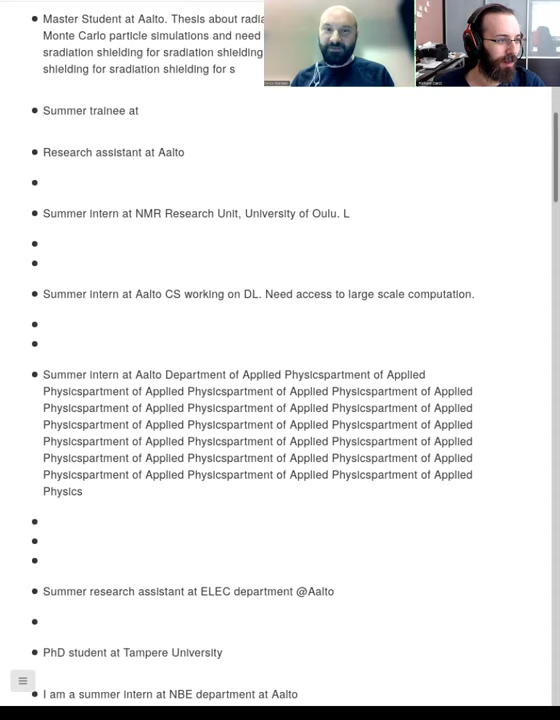 Master Student at Aalto. Thesis about radia
Monte Carlo particle simulations and need
sradiation shielding for sradiation shielding
shielding for sradiation shielding for s
Summer trainee at
Research assistant at Aalto
Summer intern at NMR Research Unit, University of Oulu. L
Summer intern at Aalto CS working on DL. Need access to large scale computation.
Summer intern at Aalto Department of Applied Physicspartment of Applied
Physicspartment of Applied Physicspartment of Applied Physicspartment of Applied
Physicspartment of Applied Physicspartment of Applied Physicspartment of Applied
Physicspartment of Applied Physicspartment of Applied Physicspartment of Applied
Physicspartment of Applied Physicspartment of Applied Physicspartment of Applied
Physicspartment of Applied Physicspartment of Applied Physicspartment of Applied
Physicspartment of Applied Physicspartment of Applied Physicspartment of Applied
Physics
Summer research assistant at ELEC department @Aalto
PhD student at Tampere University
I am a summer intern at NBE department at Aalto